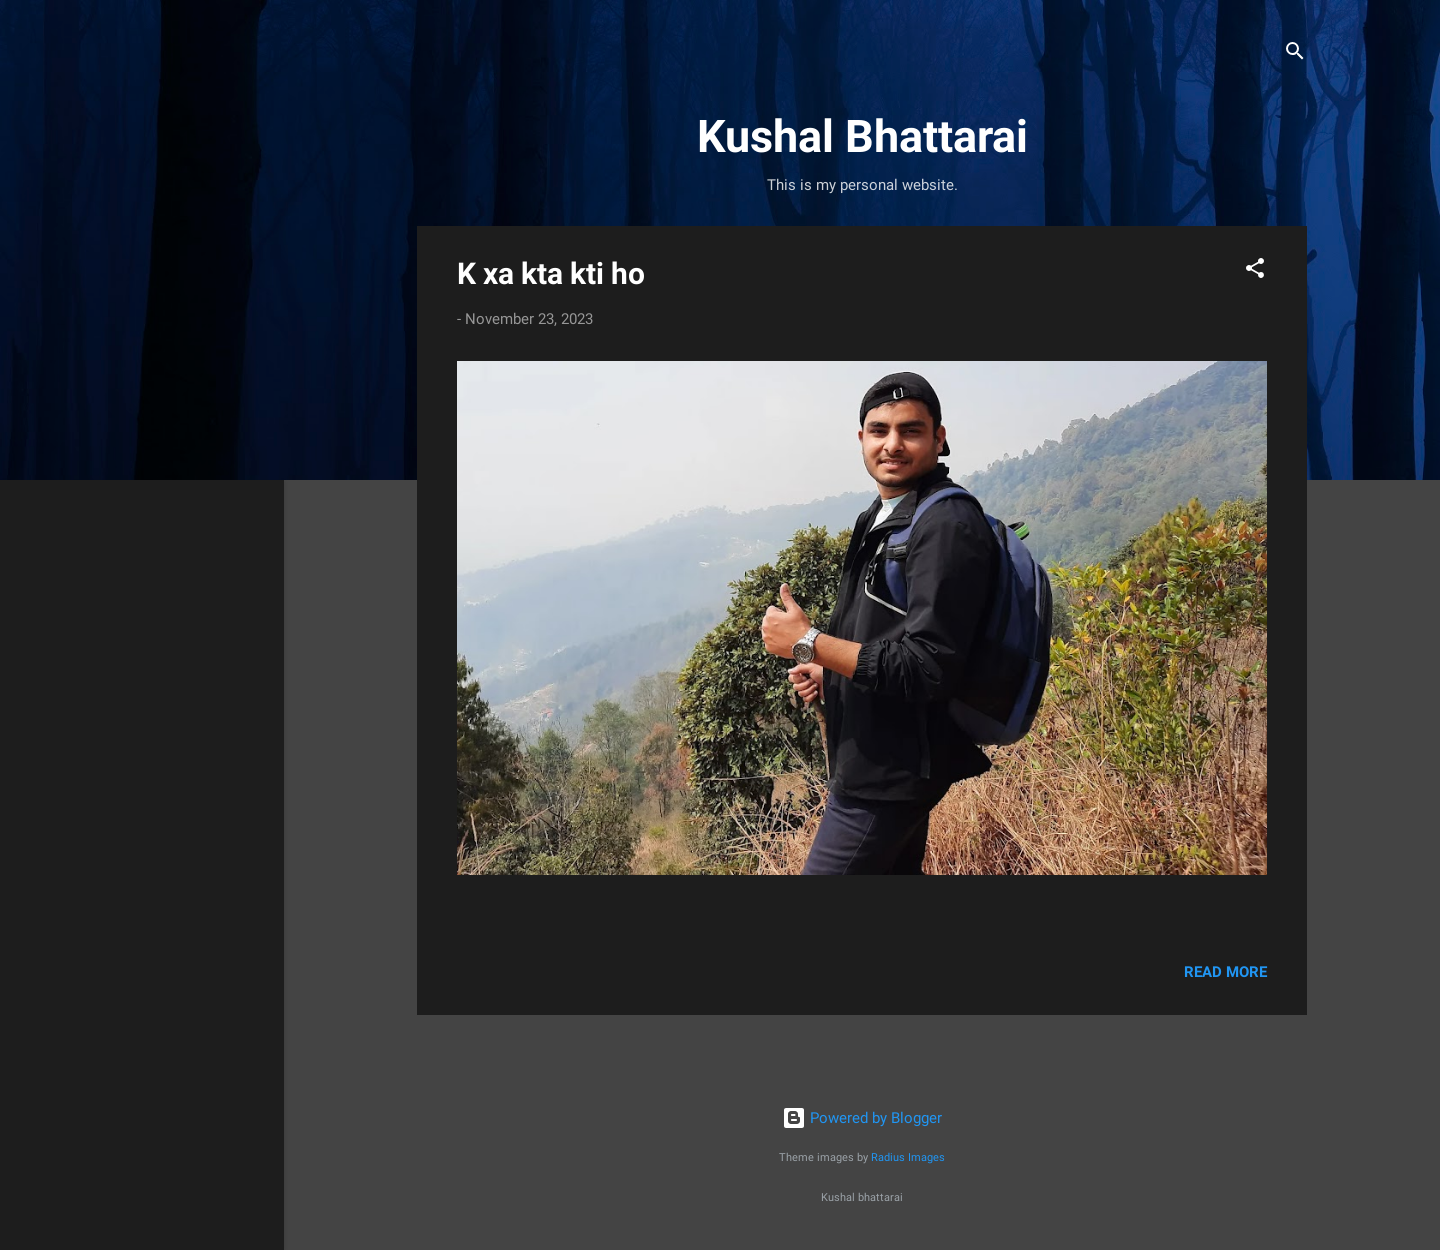 Kushal Bhattarai
This is my personal website.
K xa kta kti ho
- November 23, 2023
READ MORE
Powered by Blogger
Theme images by Radius Images
Kushal bhattarai